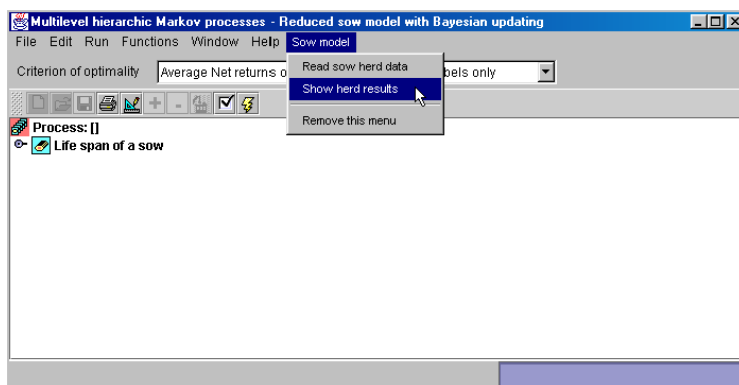 Multilevel hierarchic Markov processes - Reduced sow model with Bayesian updating
File Edit Run Functions Window Help Sow model
Read sow herd data
Criterion of optimality Average Net returns o bels only
Show herd results
Remove this menu
Process: []
Life span of a sow